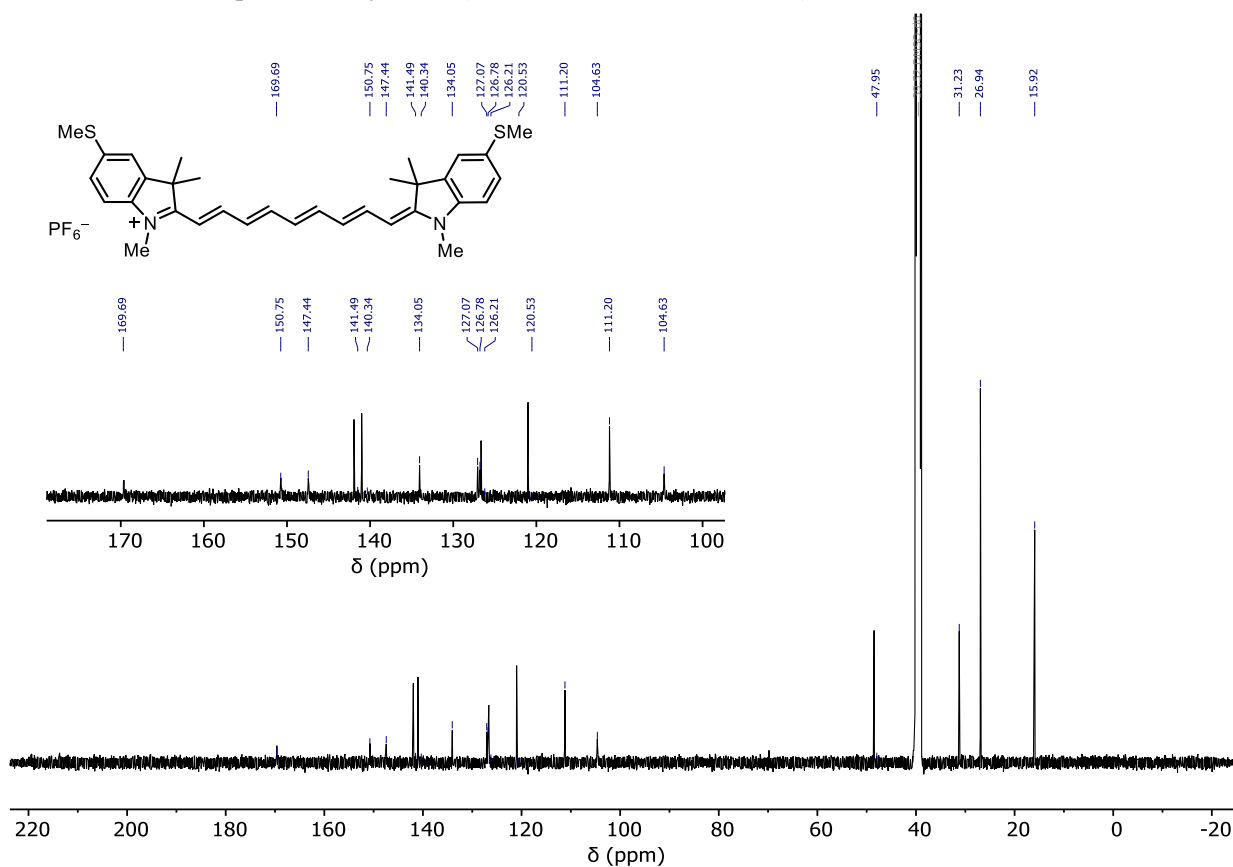 169.69 150.75 147.44 141.49 140.34 134.05 127.07 126.78 126.21 120.53 111.20 104.63 47.95 31.23 26.94 15.92
MeS SMe
PF6− N + N
Me Me
169.69 150.75 147.44 141.49 140.34 134.05 127.07 126.78 126.21 120.53 111.20 104.63
170 160 150 140 130 120 110 100
δ (ppm)
220 200 180 160 140 120 100 80 60 40 20 0 -20
δ (ppm)